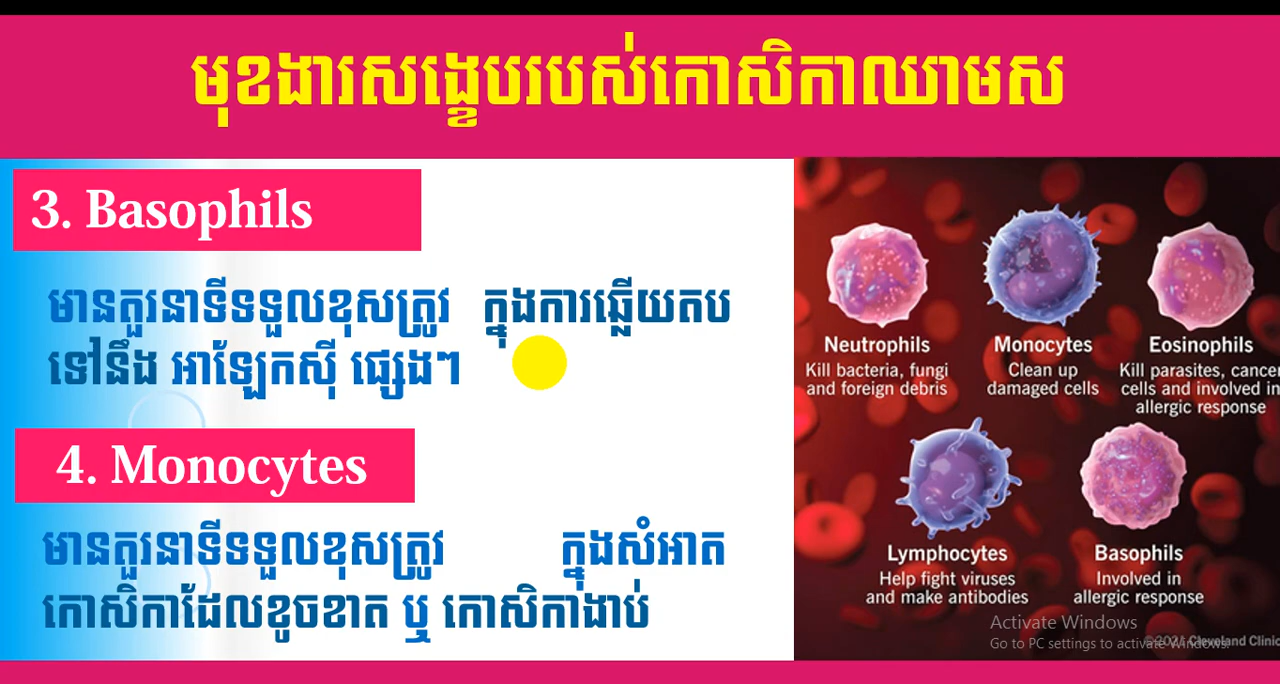 មុខងារសង្ខេបរបស់កោសិកាឈាមស
3. Basophils
មានតួរនាទីទទួលខុសត្រូវ ក្នុងការឆ្លើយតប
ទៅនឹង អាឡែកស៊ី ផ្សេងៗ
4. Monocytes
មានតួរនាទីទទួលខុសត្រូវ ក្នុងសំអាត
កោសិកាដែលខូចខាត ឬ កោសិកាងាប់
Neutrophils
Kill bacteria, fungi
and foreign debris
Monocytes
Clean up
damaged cells
Eosinophils
Kill parasites, cancer
cells and involved in
allergic response
Lymphocytes
Help fight viruses
and make antibodies
Basophils
Involved in
allergic response
Activate Windows
Go to PC settings to activate Windows.
©2021 Cleveland Clinic